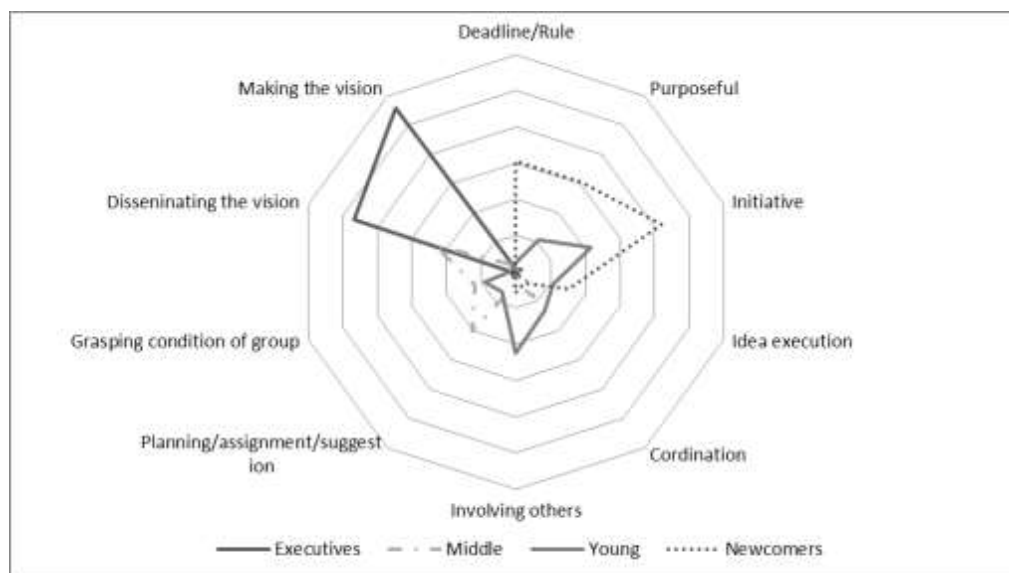 Deadline/Rule
Making the vision
Purposeful
Disseninating the vision
Initiative
Grasping condition of group
Idea execution
Planning/assignment/suggest
ion
Cordination
Involving others
Executives
Middle
Young
Newcomers